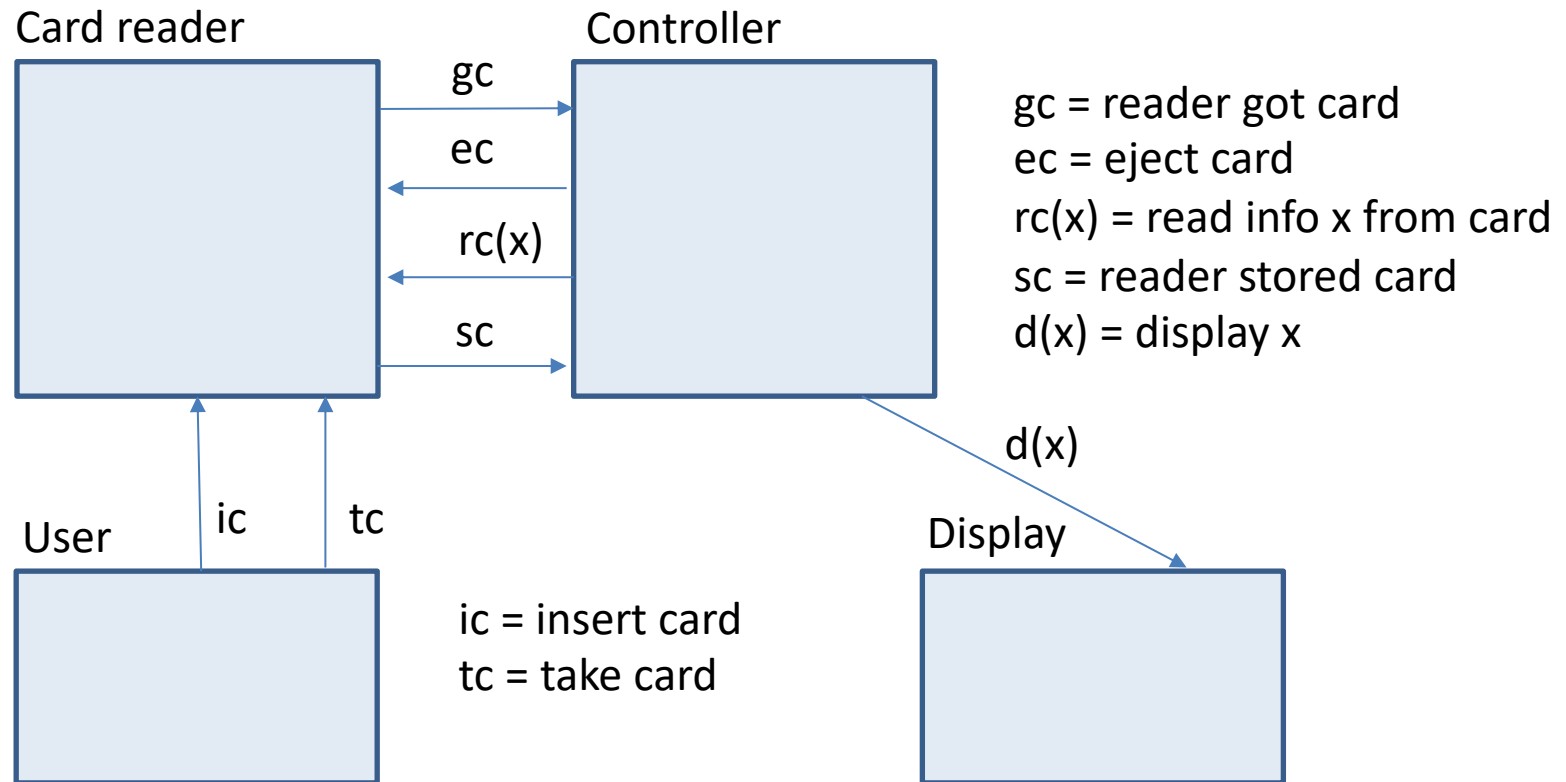 Card reader
Controller
gc
ec
rc(x)
sc
gc = reader got card
ec = eject card
rc(x) = read info x from card
sc = reader stored card
d(x) = display x
d(x)
User
ic
tc
Display
ic = insert card
tc = take card